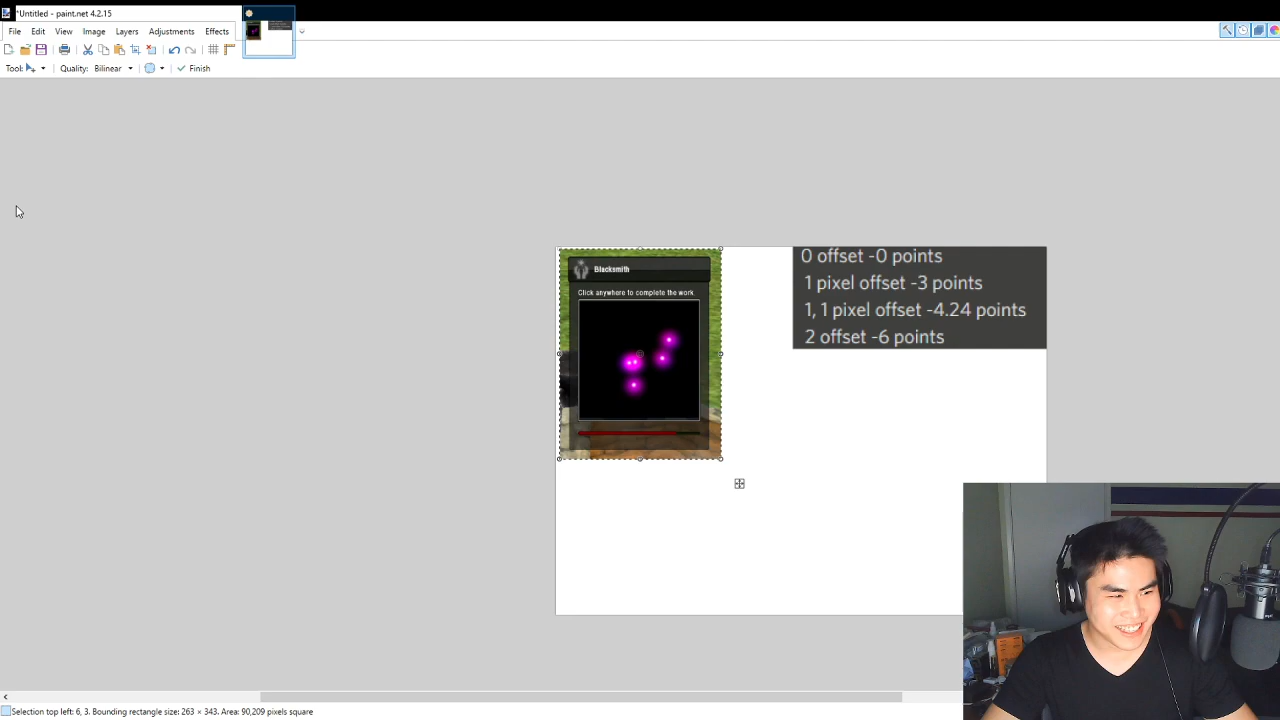 *Untitled - paint.net 4.2.15
File Edit View Image Layers Adjustments Effects
Tool: Quality: Bilinear Finish
Blacksmith
Click anywhere to complete the work.
0 offset -0 points
1 pixel offset -3 points
1, 1 pixel offset -4.24 points
2 offset -6 points
Selection top left: 6, 3. Bounding rectangle size: 263 × 343. Area: 90,209 pixels square